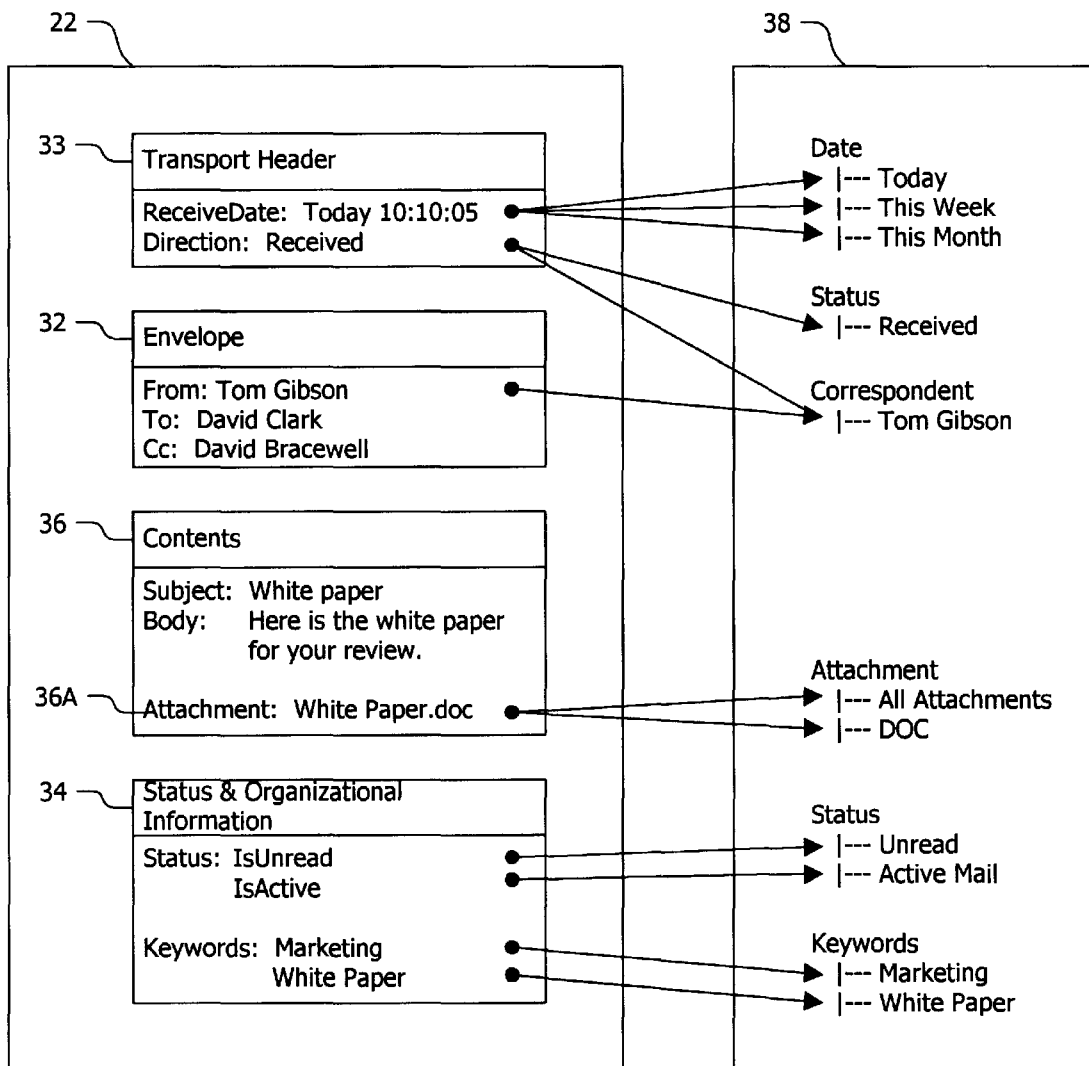 22
38
33
Transport Header
ReceiveDate: Today 10:10:05
Direction: Received
32
Envelope
From: Tom Gibson
To: David Clark
Cc: David Bracewell
36
Contents
Subject: White paper
Body: Here is the white paper
for your review.
36A
Attachment: White Paper.doc
34
Status & Organizational
Information
Status: IsUnread
IsActive
Keywords: Marketing
White Paper
Date
|--- Today
|--- This Week
|--- This Month
Status
|--- Received
Correspondent
|--- Tom Gibson
Attachment
|--- All Attachments
|--- DOC
Status
|--- Unread
|--- Active Mail
Keywords
|--- Marketing
|--- White Paper